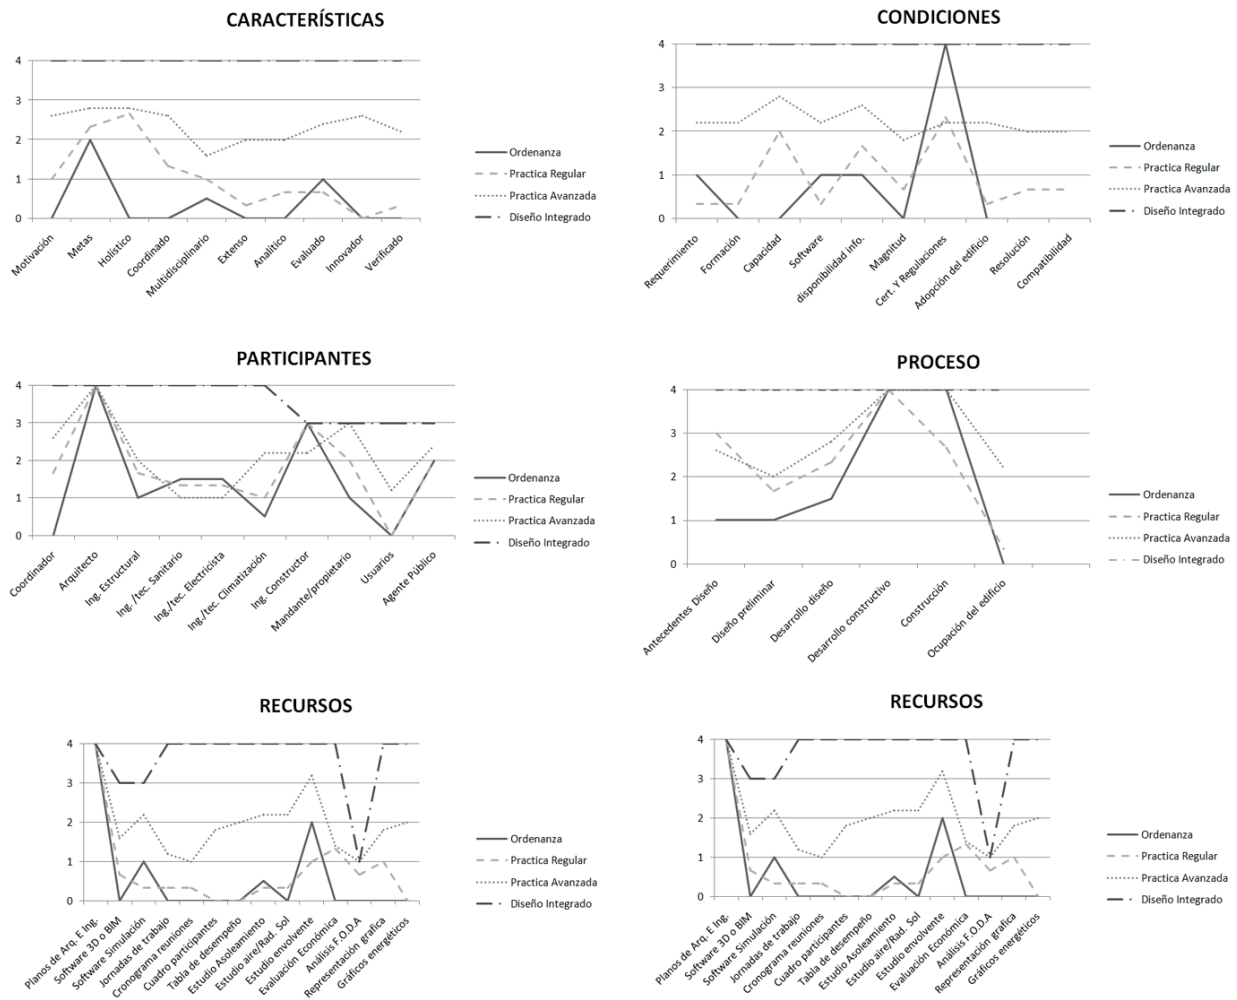 CARACTERÍSTICAS
4
3
2
1
0
Motivación
Metas
Holístico
Coordinado
Multidisciplinario
Extenso
Analítico
Evaluado
Innovador
Verificado
Ordenanza
Practica Regular
Practica Avanzada
Diseño Integrado
CONDICIONES
4
3
2
1
0
Requerimiento
Formación
Capacidad
Software
disponibilidad info.
Magnitud
Cert. Y Regulaciones
Adopción del edificio
Resolución
Compatibilidad
Ordenanza
Practica Regular
Practica Avanzada
Diseño Integrado
PARTICIPANTES
4
3
2
1
0
Coordinador
Arquitecto
Ing. Estructural
Ing. /tec. Sanitario
Ing./tec. Electricista
Ing./tec. Climatización
Ing. Constructor
Mandante/propietario
Usuarios
Agente Público
Ordenanza
Practica Regular
Practica Avanzada
Diseño Integrado
PROCESO
4
3
2
1
0
Antecedentes Diseño
Diseño preliminar
Desarrollo diseño
Desarrollo constructivo
Construcción
Ocupación del edificio
Ordenanza
Practica Regular
Practica Avanzada
Diseño Integrado
RECURSOS
4
3
2
1
0
Planos de Arq. E Ing.
Software 3D o BIM
Software Simulación
Jornadas de trabajo
Cronograma reuniones
Cuadro participantes
Tabla de desempeño
Estudio Asoleamiento
Estudio aire/Rad. Sol
Estudio envolvente
Evaluación Económica
Análisis F.O.D.A
Representación grafica
Gráficos energéticos
Ordenanza
Practica Regular
Practica Avanzada
Diseño Integrado
RECURSOS
4
3
2
1
0
Planos de Arq. E Ing.
Software 3D o BIM
Software Simulación
Jornadas de trabajo
Cronograma reuniones
Cuadro participantes
Tabla de desempeño
Estudio Asoleamiento
Estudio aire/Rad. Sol
Estudio envolvente
Evaluación Económica
Análisis F.O.D.A
Representación grafica
Gráficos energéticos
Ordenanza
Practica Regular
Practica Avanzada
Diseño Integrado